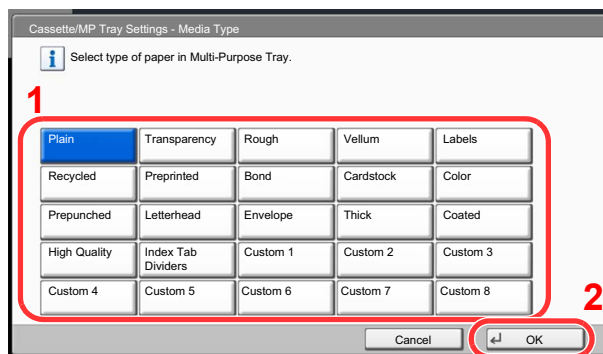 Cassette/MP Tray Settings - Media Type
Select type of paper in Multi-Purpose Tray.
1
Plain Transparency Rough Vellum Labels
Recycled Preprinted Bond Cardstock Color
Prepunched Letterhead Envelope Thick Coated
High Quality Index Tab Dividers Custom 1 Custom 2 Custom 3
Custom 4 Custom 5 Custom 6 Custom 7 Custom 8
2
Cancel OK